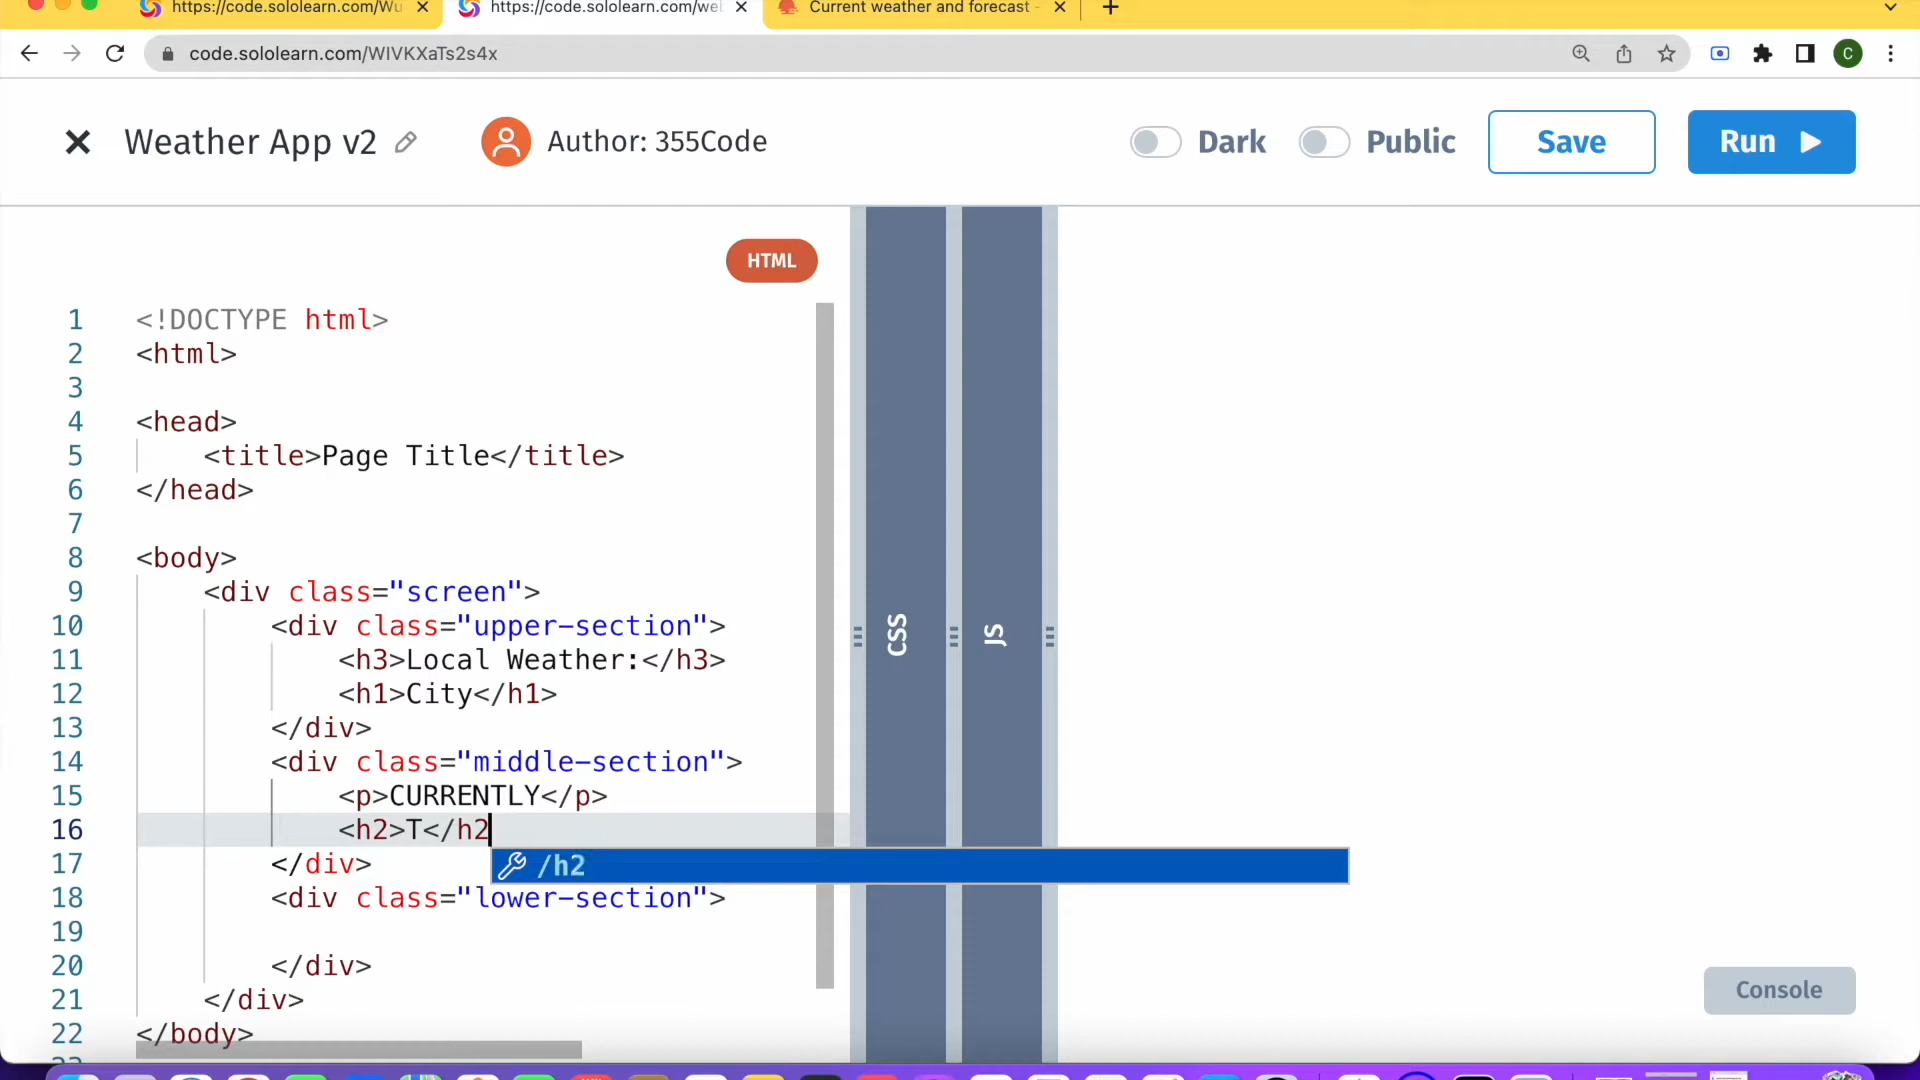 https://code.sololearn.com/Wu
https://code.sololearn.com/wel
Current weather and forecast -
code.sololearn.com/WIVKXaTs2s4x
C
Weather App v2
Author: 355Code
Dark
Public
Save
Run
HTML
1 <!DOCTYPE html>
2 <html>
3
4 <head>
5 <title>Page Title</title>
6 </head>
7
8 <body>
9 <div class="screen">
10 <div class="upper-section">
11 <h3>Local Weather:</h3>
12 <h1>City</h1>
13 </div>
14 <div class="middle-section">
15 <p>CURRENTLY</p>
16 <h2>T</h2
/h2
17 </div>
18 <div class="lower-section">
19
20 </div>
21 </div>
22 </body>
CSS
JS
Console